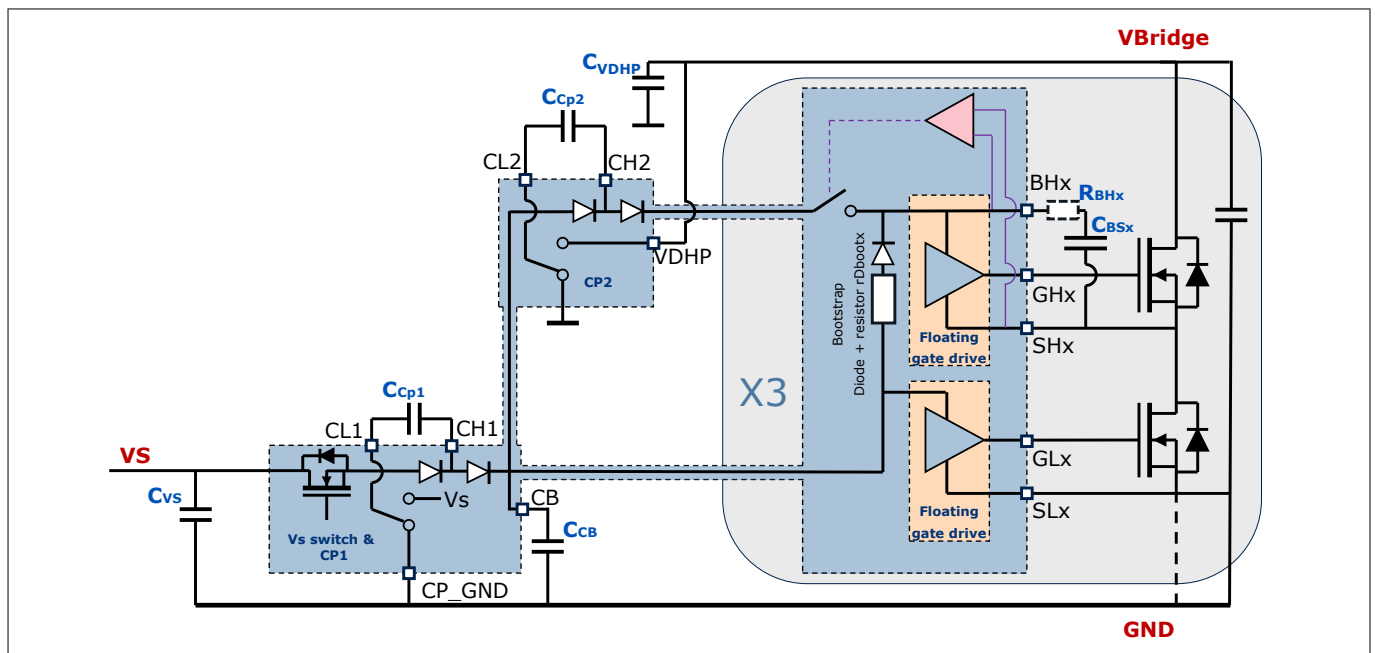 VBridge
CVDHP
CCp2
CL2
CH2
BHx
RBHx
CBSx
VDHP
CP2
GHx
Bootstrap
Diode + resistor rDbootx
Floating
gate drive
SHx
X3
CCp1
CL1
CH1
VS
GLx
CVS
Vs
CB
SLx
CCB
Floating
gate drive
Vs switch &
CP1
CP_GND
GND